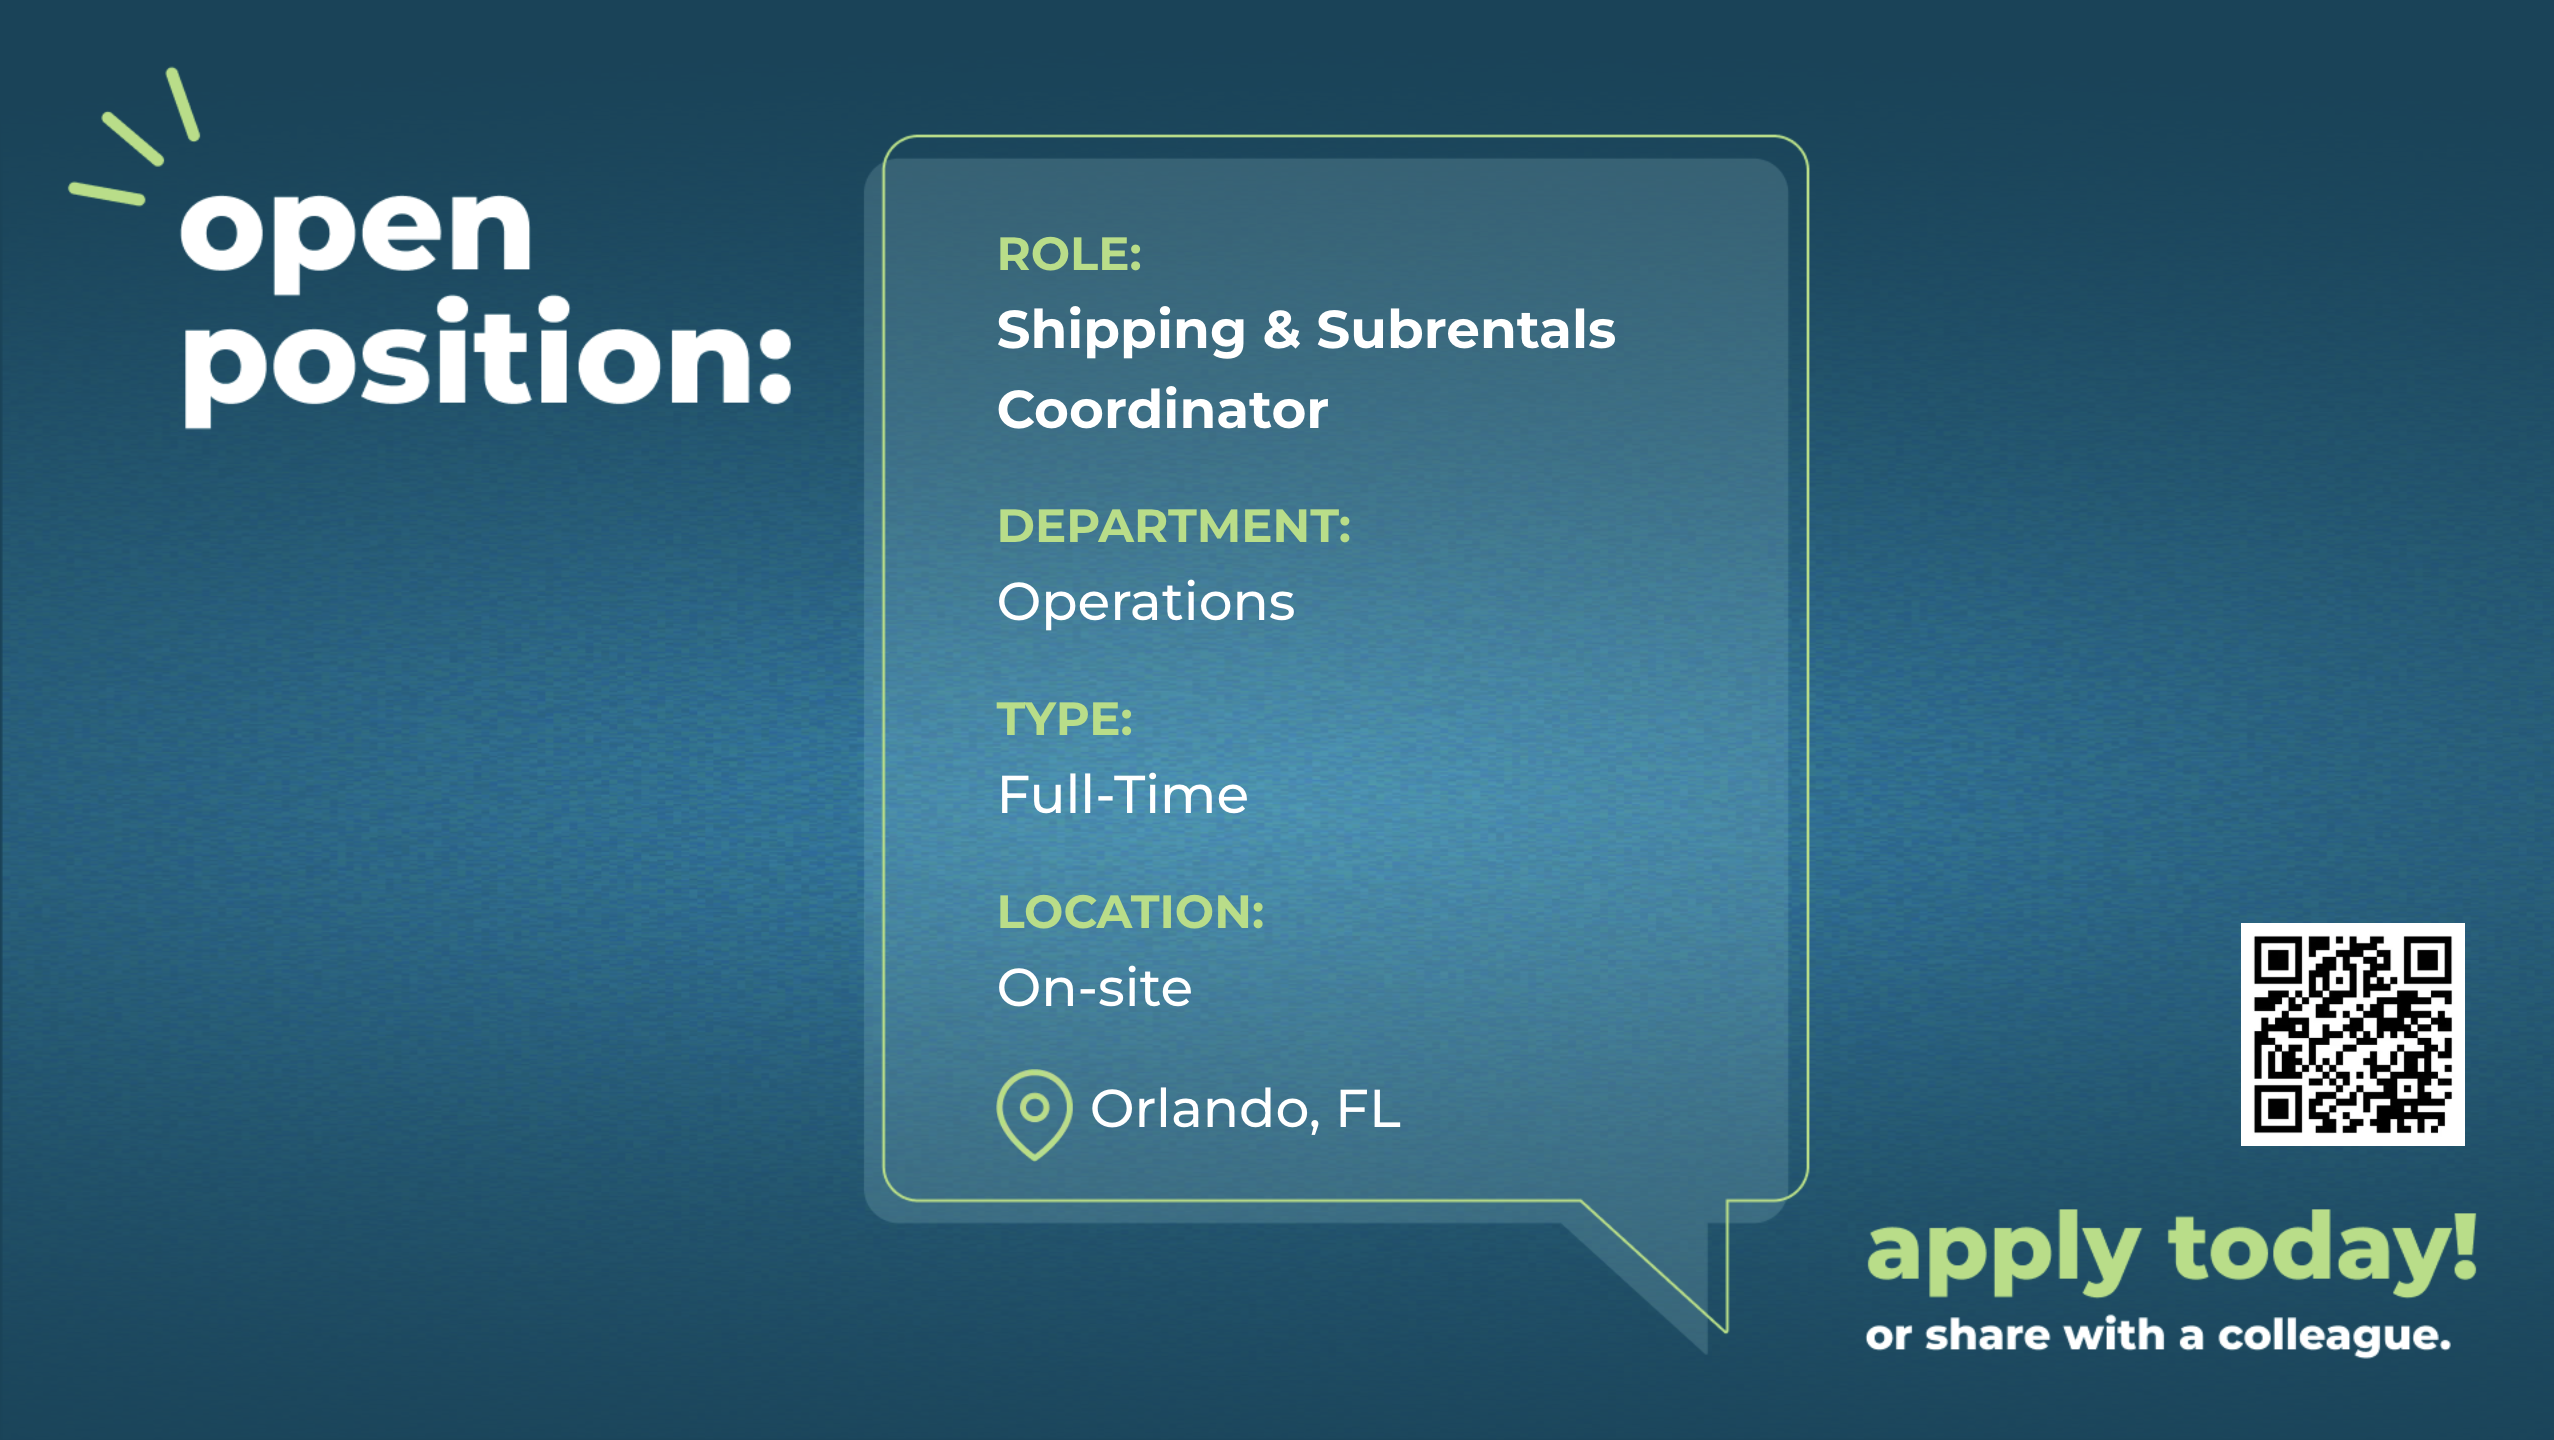 open
position:
ROLE:
Shipping & Subrentals
Coordinator
DEPARTMENT:
Operations
TYPE:
Full-Time
LOCATION:
On-site
Orlando, FL
apply today!
or share with a colleague.